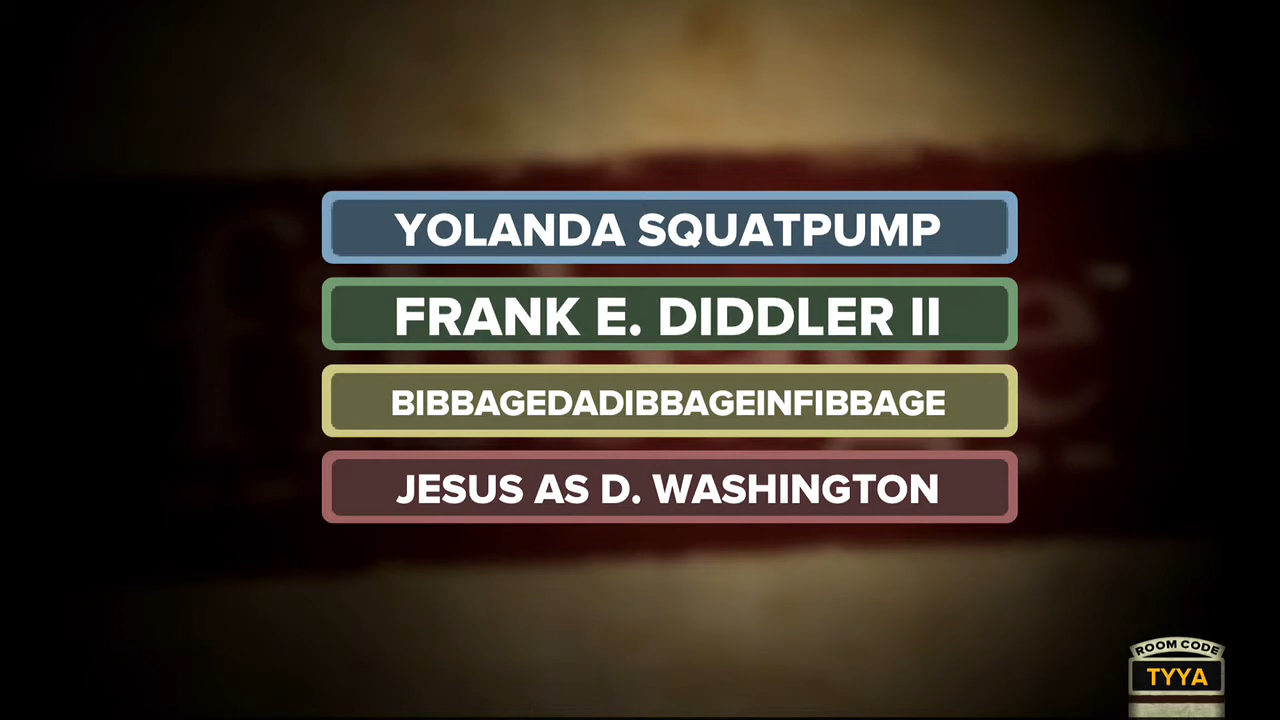 YOLANDA SQUATPUMP
FRANK E. DIDDLER II
BIBBAGEDADIBBAGEINFIBBAGE
JESUS AS D. WASHINGTON
ROOM CODE
TYYA